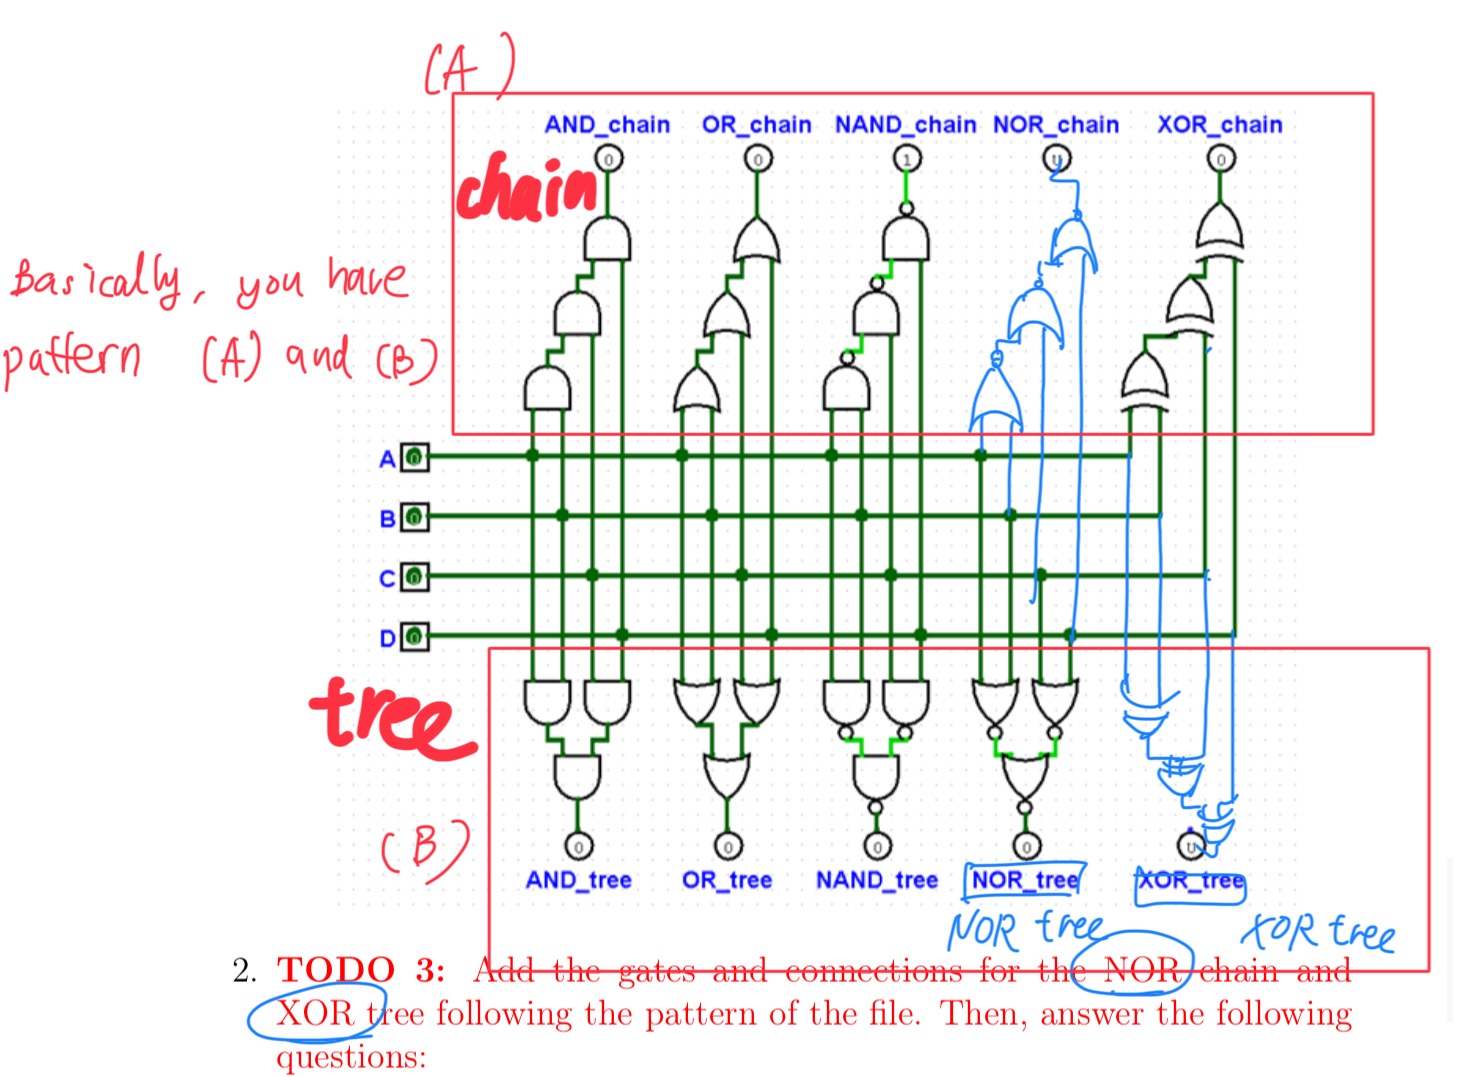 (A)
AND_chain OR_chain NAND_chain NOR_chain XOR_chain
0 0 1 U 0
chain
Basically, you have
pattern (A) and (B)
A 0
B 0
C 0
D 0
tree
(B)
0 0 0 0 U
AND_tree OR_tree NAND_tree NOR_tree XOR_tree
NOR tree XOR tree
2. TODO 3: Add the gates and connections for the NOR chain and
XOR tree following the pattern of the file. Then, answer the following
questions: